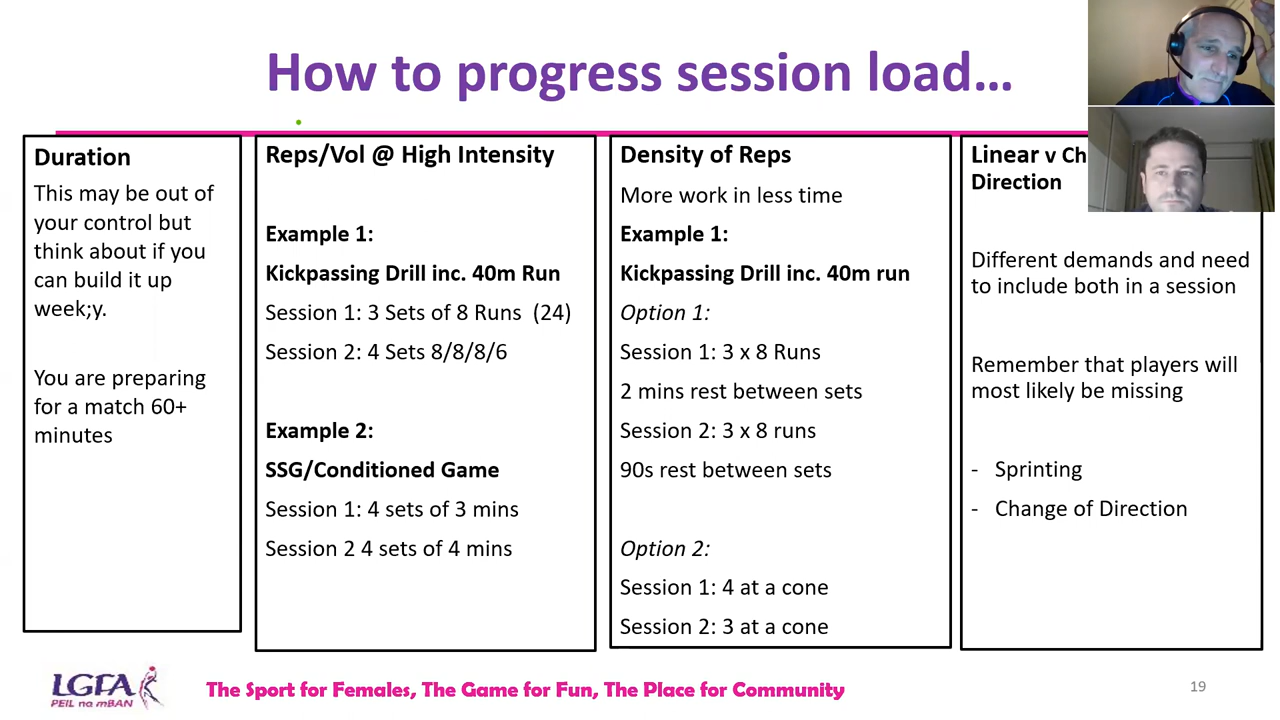 How to progress session load...
Duration
This may be out of
your control but
think about if you
can build it up
week;y.
You are preparing
for a match 60+
minutes
Reps/Vol @ High Intensity
Example 1:
Kickpassing Drill inc. 40m Run
Session 1: 3 Sets of 8 Runs (24)
Session 2: 4 Sets 8/8/8/6
Example 2:
SSG/Conditioned Game
Session 1: 4 sets of 3 mins
Session 2 4 sets of 4 mins
Density of Reps
More work in less time
Example 1:
Kickpassing Drill inc. 40m run
Option 1:
Session 1: 3 x 8 Runs
2 mins rest between sets
Session 2: 3 x 8 runs
90s rest between sets
Option 2:
Session 1: 4 at a cone
Session 2: 3 at a cone
Linear v Ch
Direction
Different demands and need
to include both in a session
Remember that players will
most likely be missing
- Sprinting
- Change of Direction
LGFA
PEIL na mBAN
The Sport for Females, The Game for Fun, The Place for Community
19